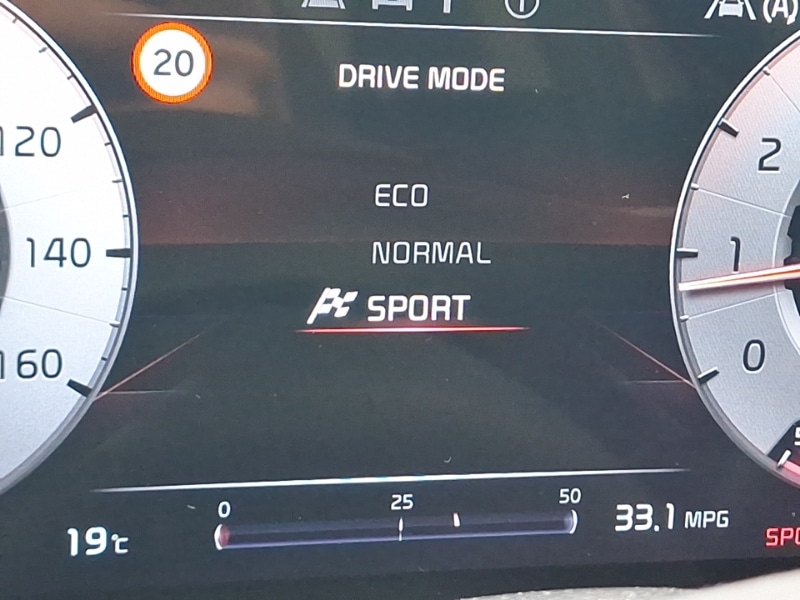 (A)
20
DRIVE MODE
120
2
ECO
140
NORMAL
1
SPORT
160
0
0 25 50
19°C
33.1 MPG